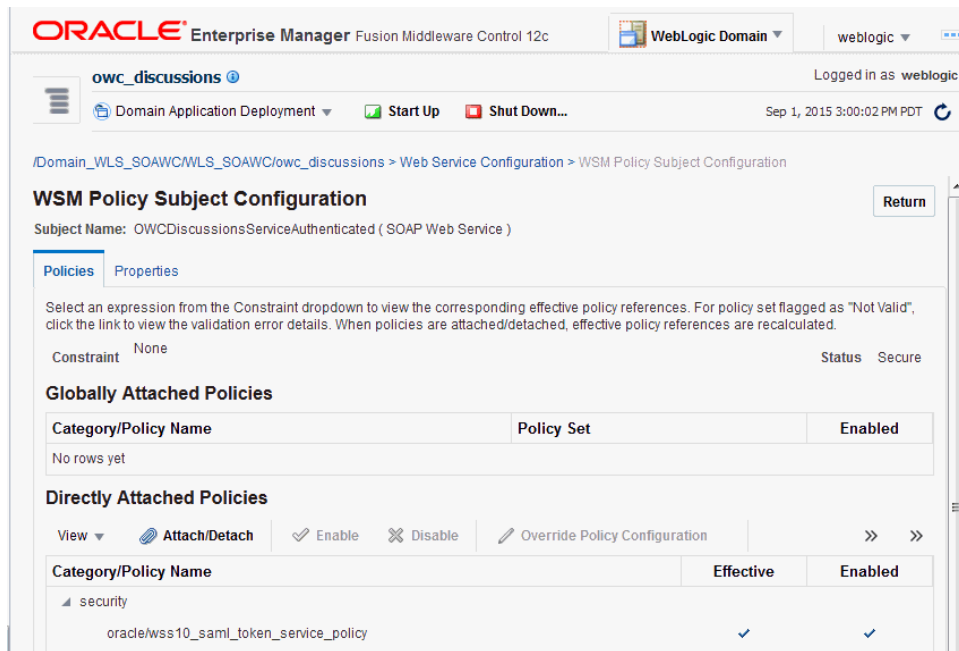 ORACLE® Enterprise Manager Fusion Middleware Control 12c
WebLogic Domain
weblogic
owc_discussions
Logged in as weblogic
Domain Application Deployment
Start Up
Shut Down...
Sep 1, 2015 3:00:02 PM PDT
/Domain_WLS_SOAWC/WLS_SOAWC/owc_discussions > Web Service Configuration > WSM Policy Subject Configuration
WSM Policy Subject Configuration
Return
Subject Name: OWCDiscussionsServiceAuthenticated ( SOAP Web Service )
Policies
Properties
Select an expression from the Constraint dropdown to view the corresponding effective policy references. For policy set flagged as "Not Valid",
click the link to view the validation error details. When policies are attached/detached, effective policy references are recalculated.
Constraint None
Status Secure
Globally Attached Policies
Category/Policy Name Policy Set Enabled
No rows yet
Directly Attached Policies
View Attach/Detach Enable Disable Override Policy Configuration » »
Category/Policy Name Effective Enabled
security
oracle/wss10_saml_token_service_policy